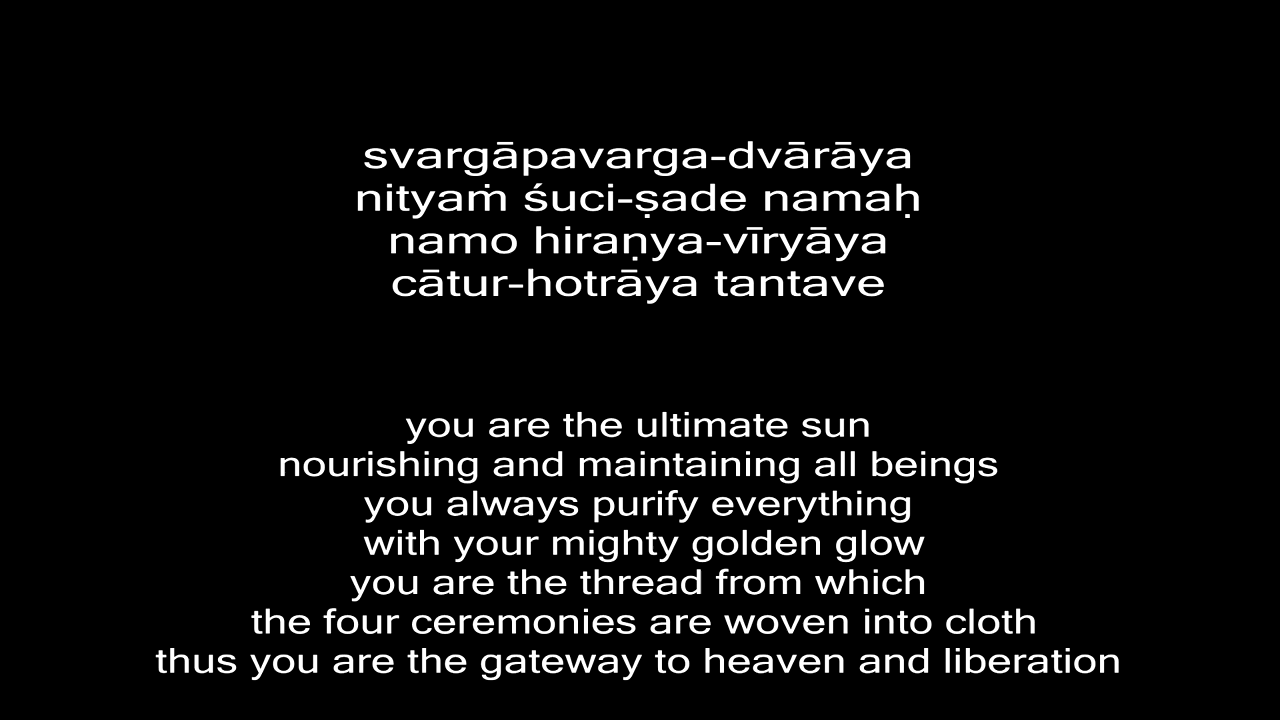 svargāpavarga-dvārāya
nityaṁ śuci-ṣade namaḥ
namo hiraṇya-vīryāya
cātur-hotrāya tantave
you are the ultimate sun
nourishing and maintaining all beings
you always purify everything
with your mighty golden glow
you are the thread from which
the four ceremonies are woven into cloth
thus you are the gateway to heaven and liberation